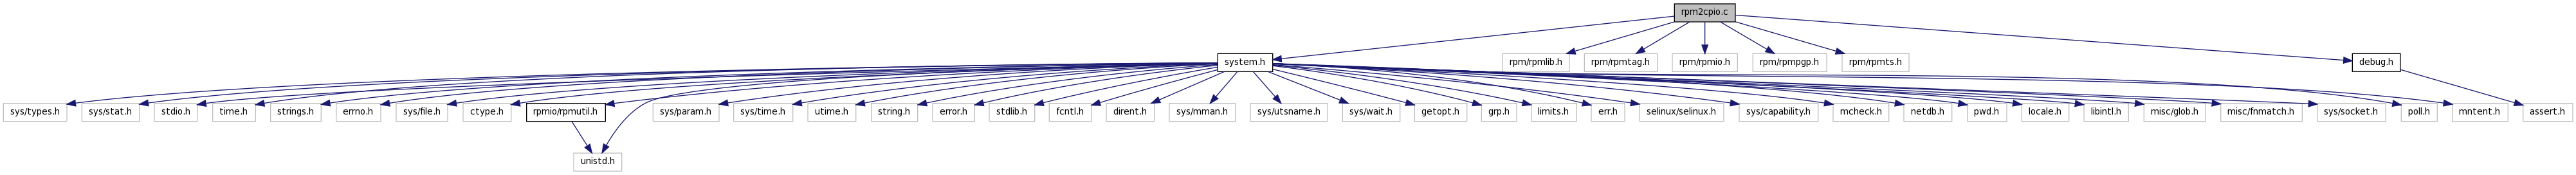 rpm2cpio.c
system.h
rpm/rpmlib.h
rpm/rpmtag.h
rpm/rpmio.h
rpm/rpmpgp.h
rpm/rpmts.h
debug.h
sys/types.h
sys/stat.h
stdio.h
time.h
strings.h
errno.h
sys/file.h
ctype.h
rpmio/rpmutil.h
sys/param.h
sys/time.h
utime.h
string.h
error.h
stdlib.h
fcntl.h
dirent.h
sys/mman.h
sys/utsname.h
sys/wait.h
getopt.h
grp.h
limits.h
err.h
selinux/selinux.h
sys/capability.h
mcheck.h
netdb.h
pwd.h
locale.h
libintl.h
misc/glob.h
misc/fnmatch.h
sys/socket.h
poll.h
mntent.h
assert.h
unistd.h